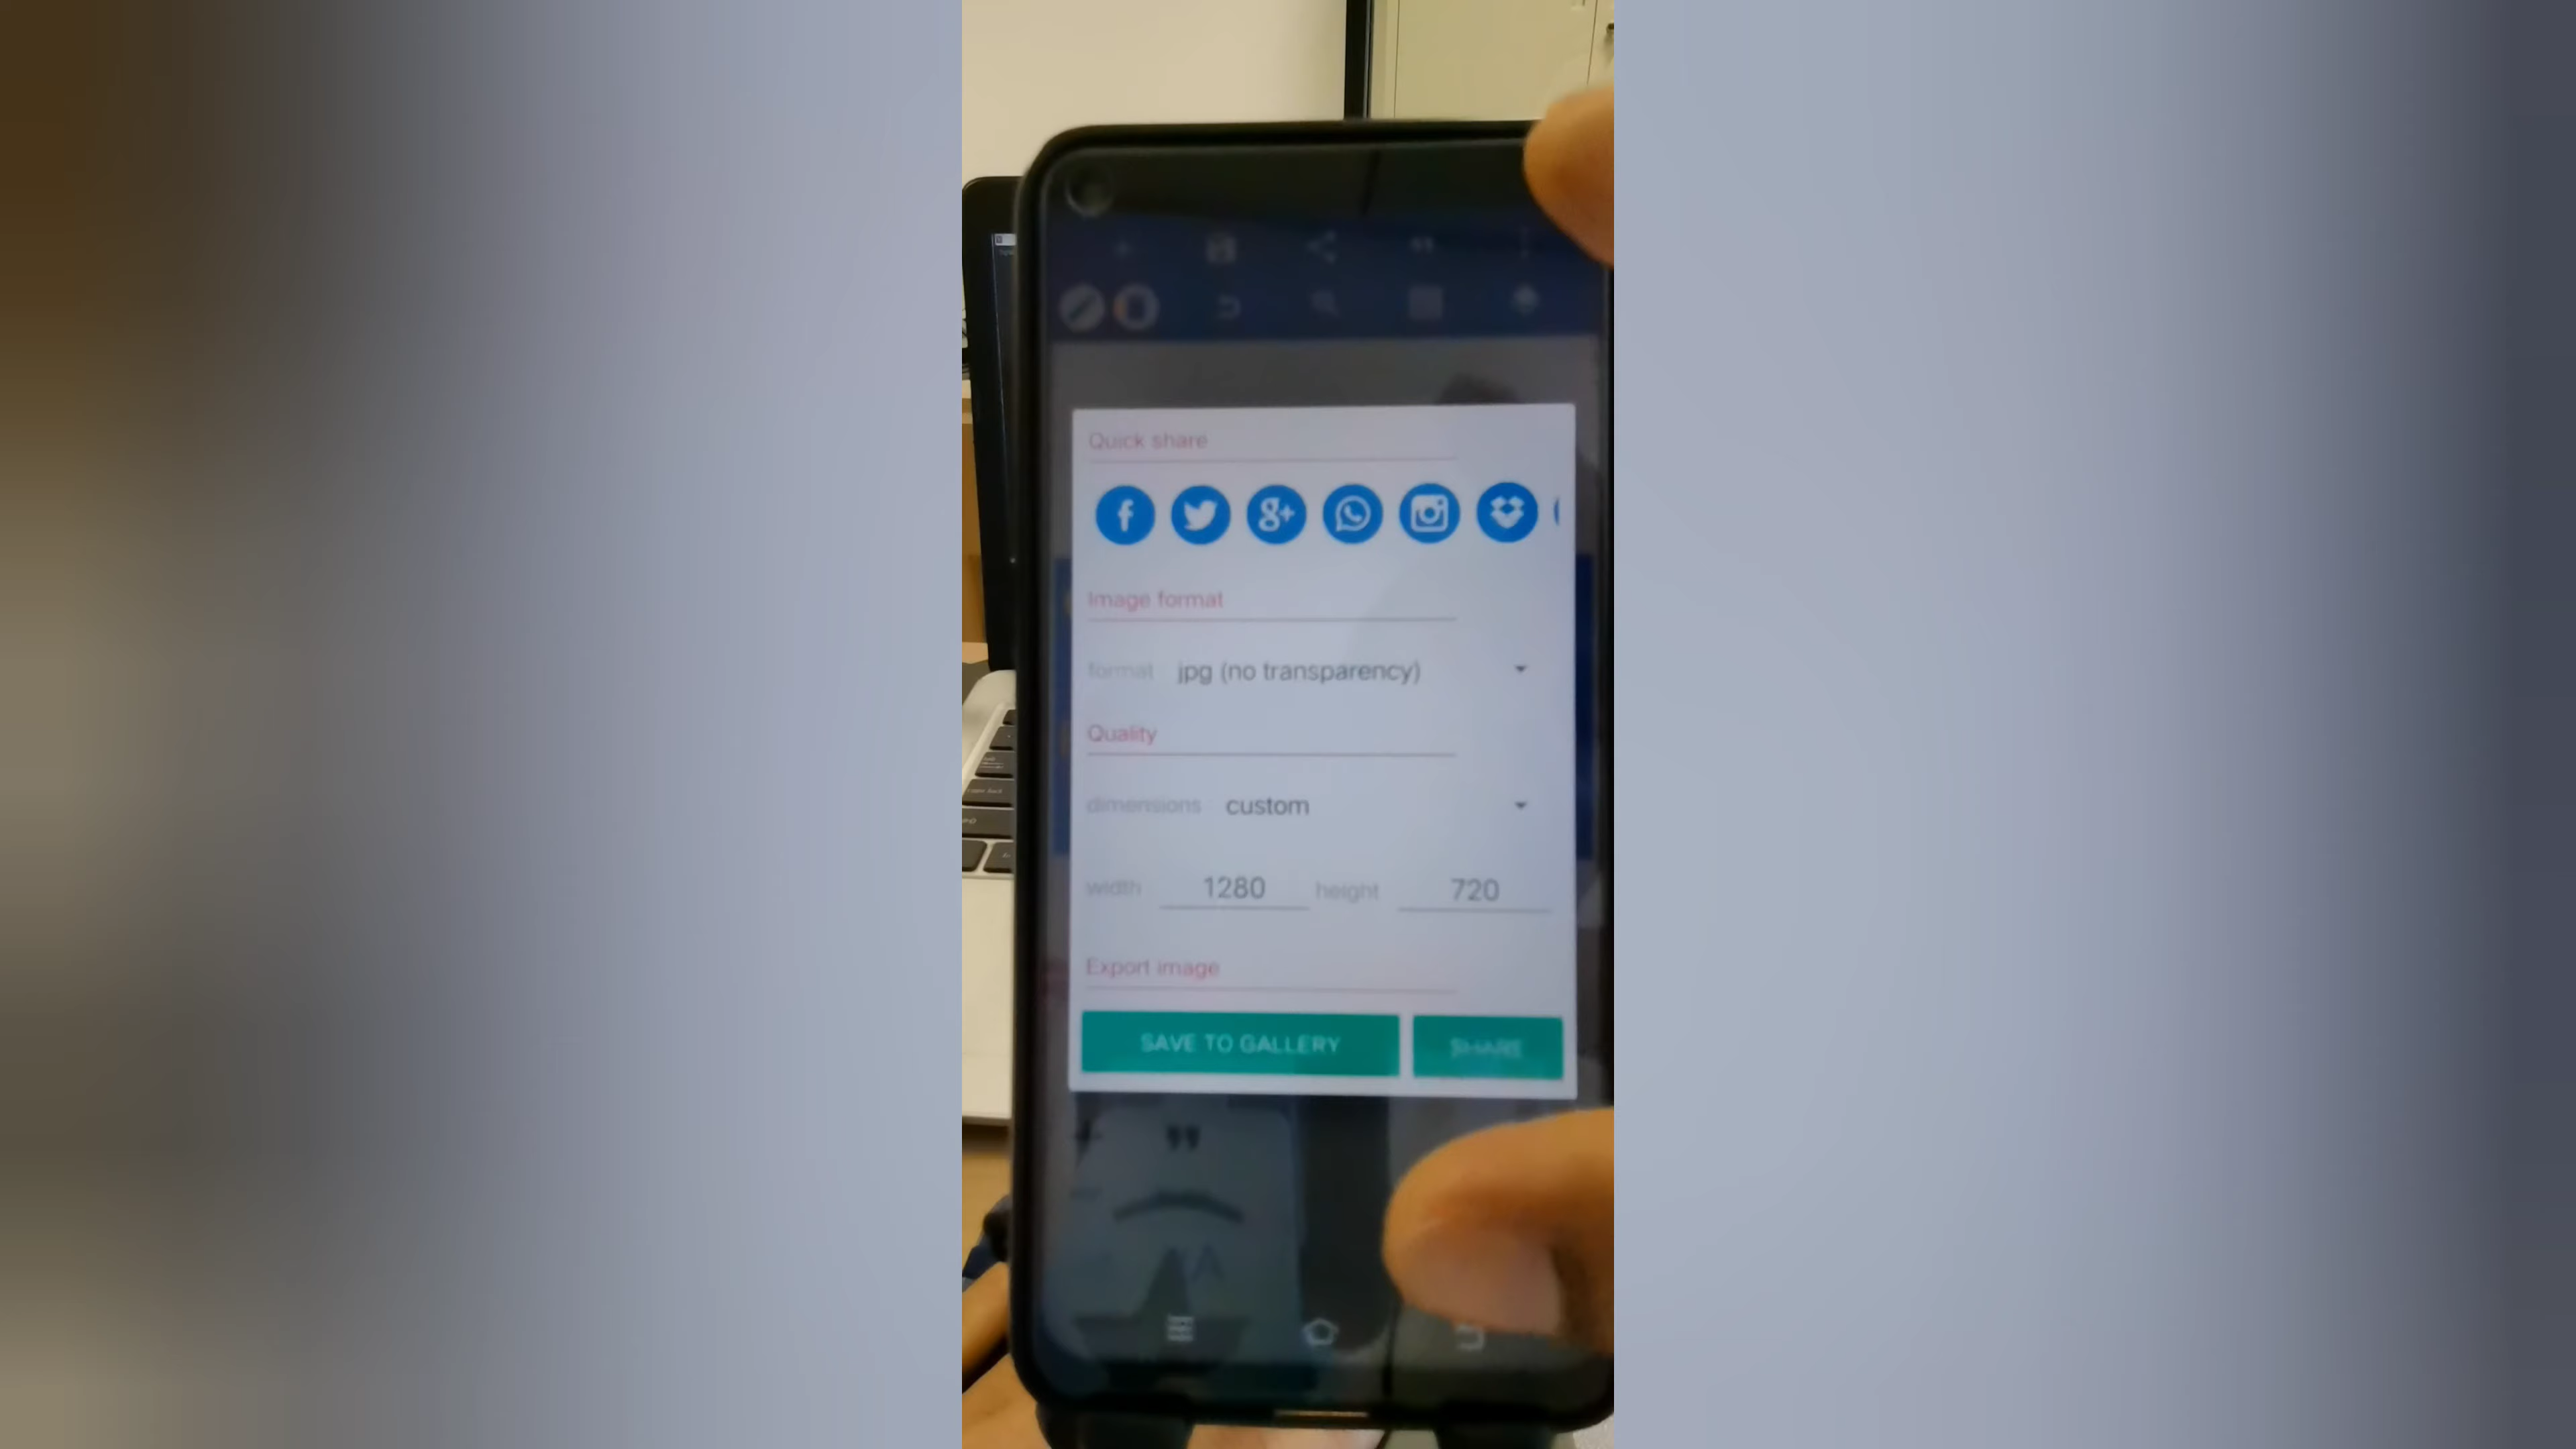 Quick share
Image format
format jpg (no transparency)
Quality
dimensions custom
width 1280 height 720
Export image
SAVE TO GALLERY SHARE